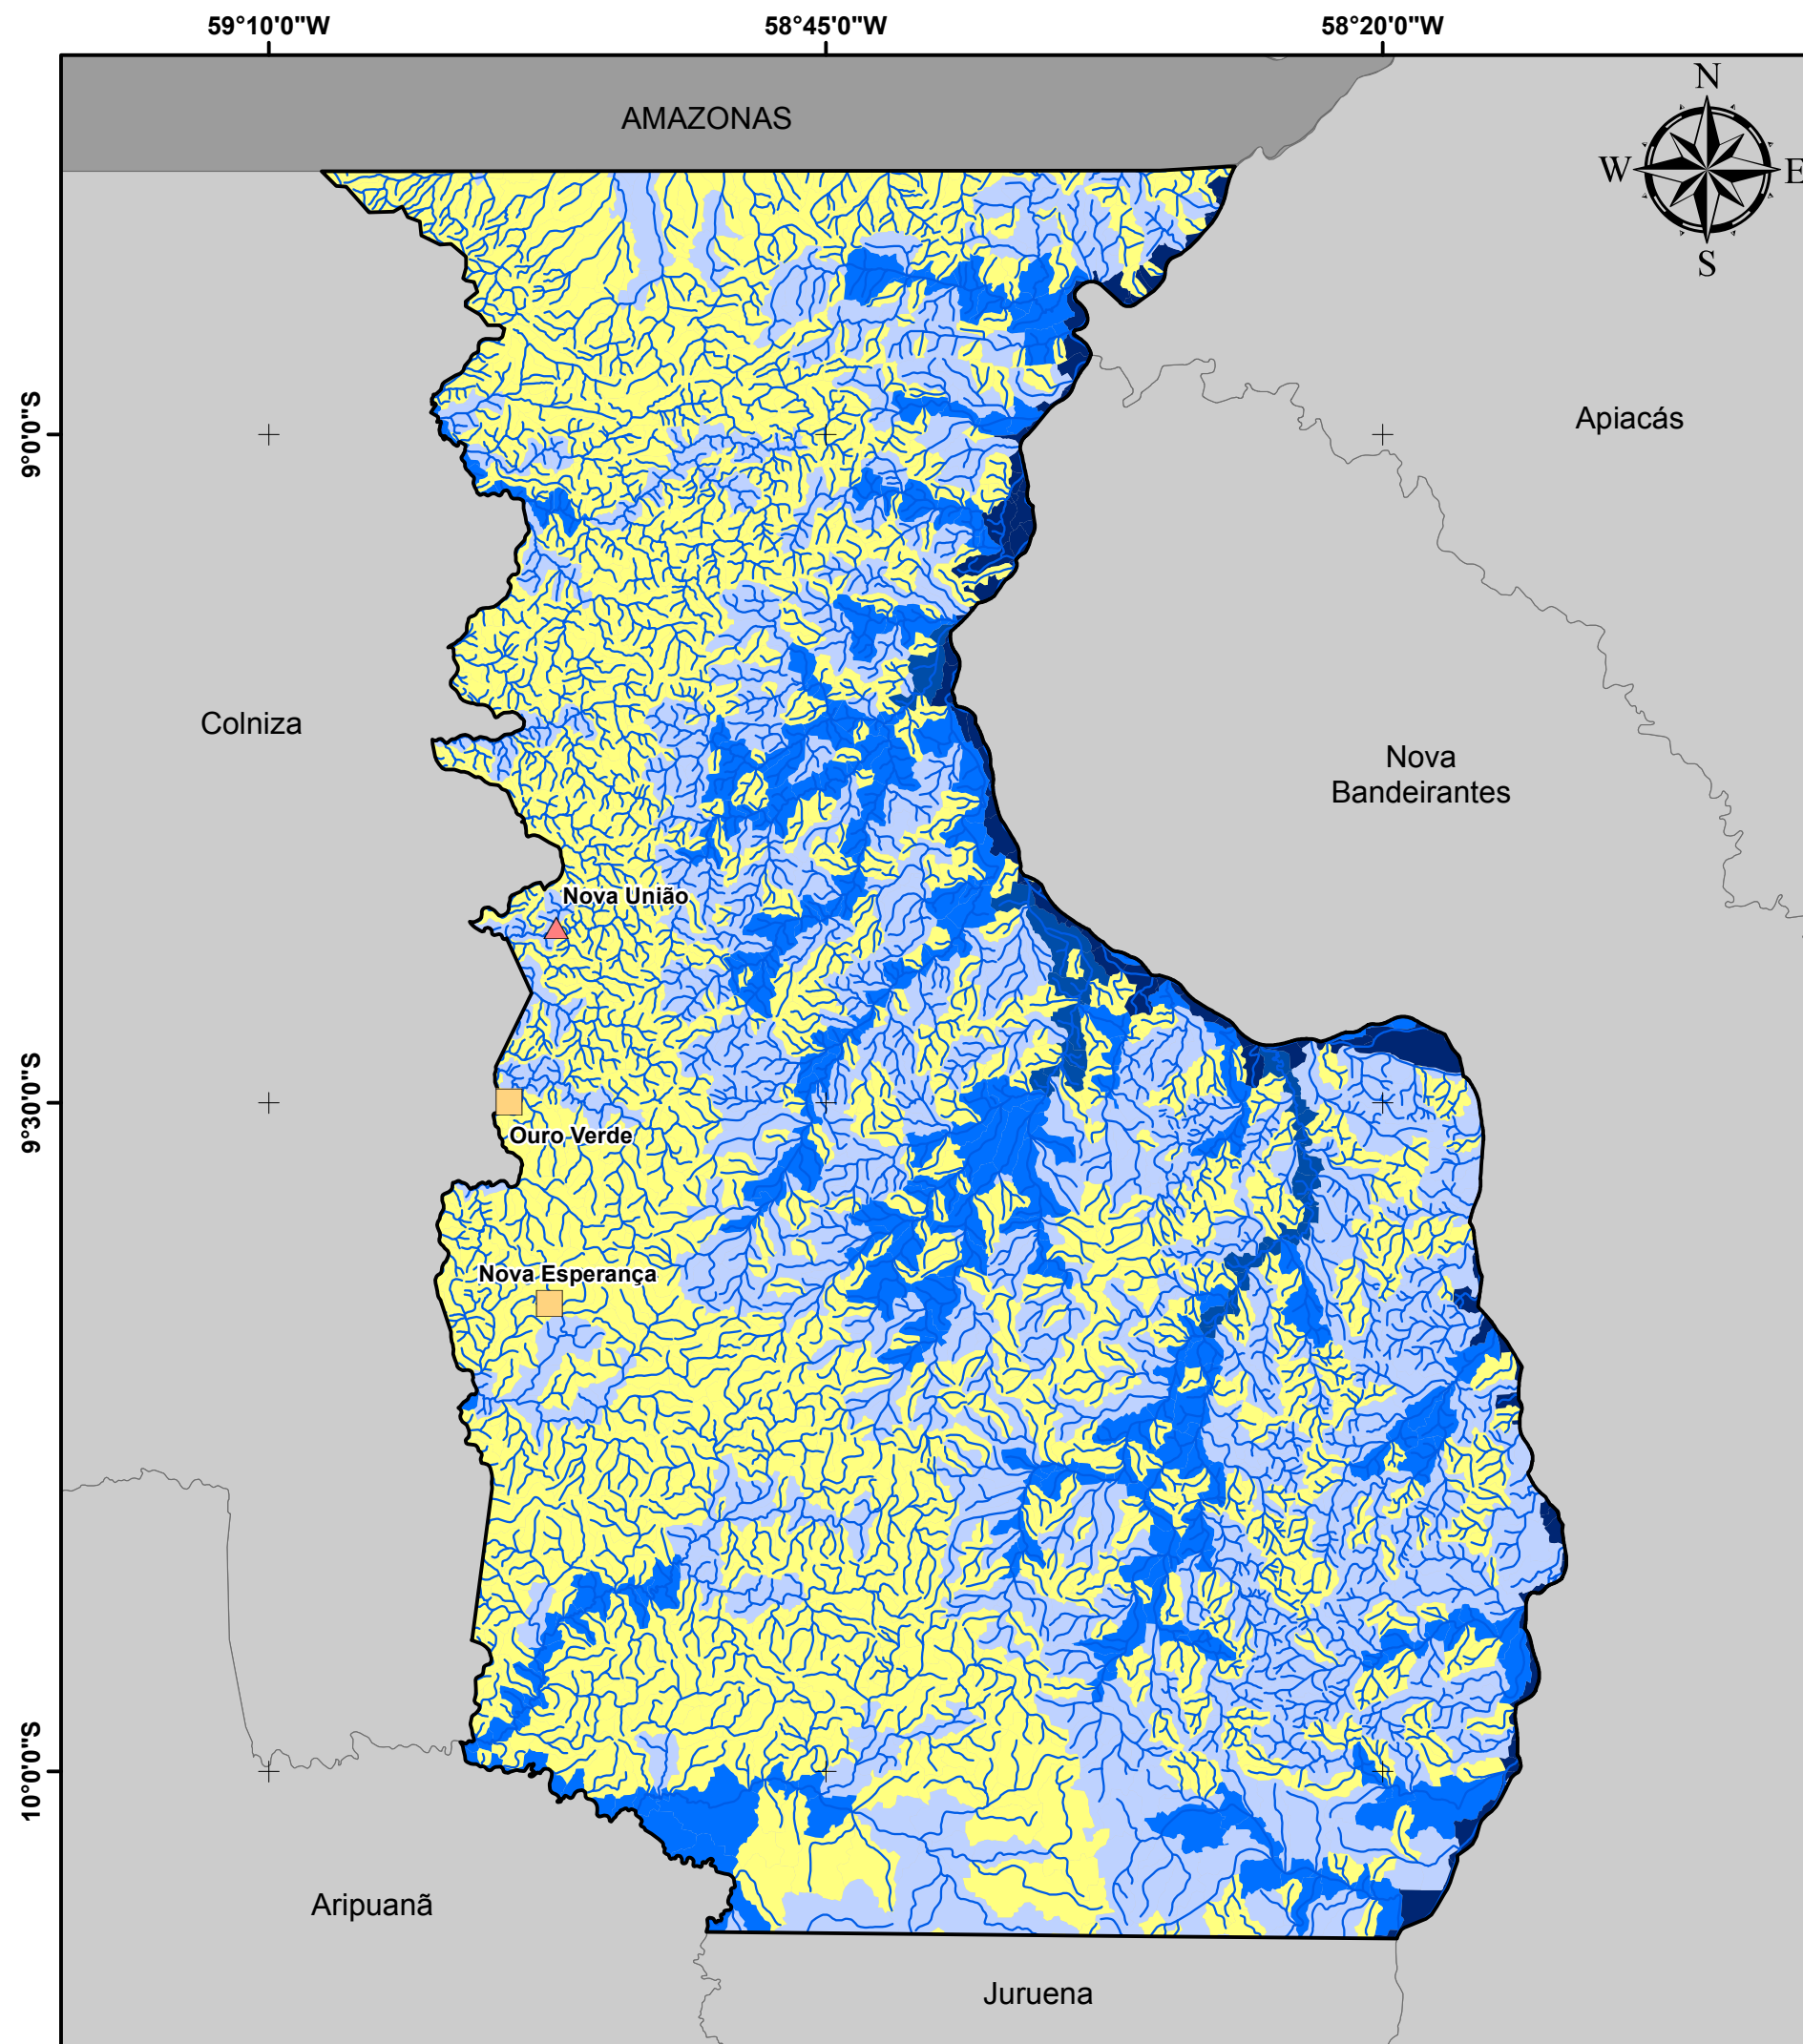 59°10'0"W
58°45'0"W
58°20'0"W
AMAZONAS
N
W
E
S
9°0'0"S
Apiacás
Colniza
Nova
Bandeirantes
Nova União
9°30'0"S
Ouro Verde
Nova Esperança
10°0'0"S
Aripuanã
Juruena